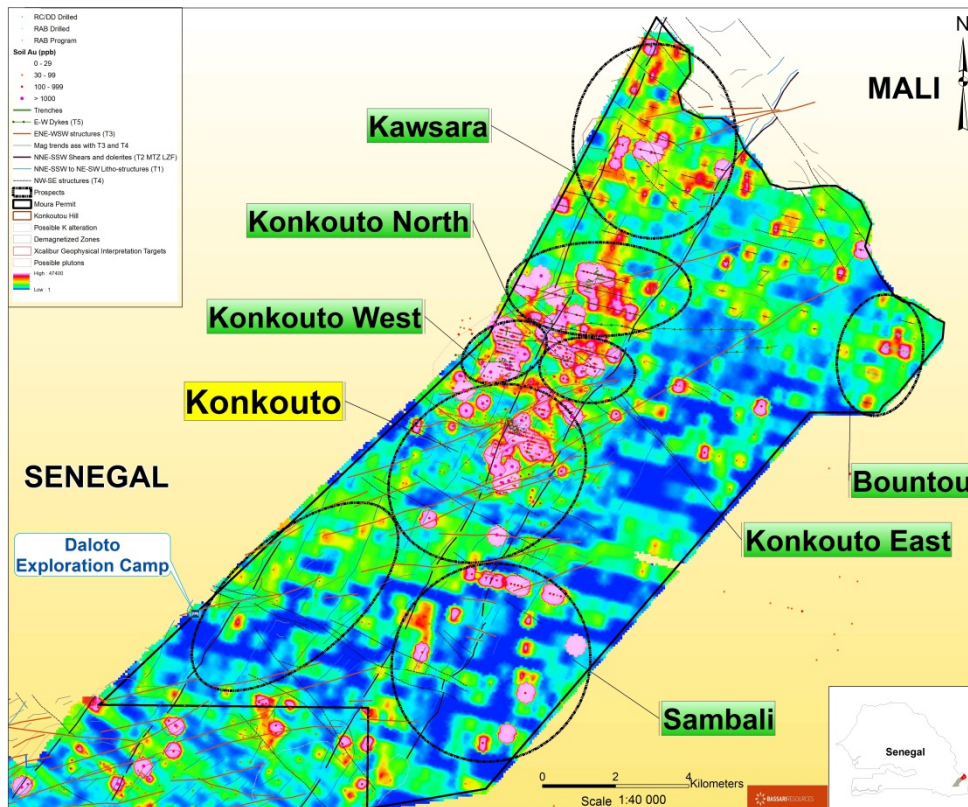 RC/DD Drilled
RAB Drilled
RAB Program
Soil Au (ppb)
0 - 29
30 - 99
100 - 999
> 1000
Trenches
E-W Dykes (T5)
ENE-WSW structures (T3)
Mag trends ass with T3 and T4
NNE-SSW Shears and dolerites (T2 MTZ LZF)
NNE-SSW to NE-SW Litho-structures (T1)
NW-SE structures (T4)
Prospects
Moura Permit
Konkoutou Hill
Possible K alteration
Demagnetized Zones
Xcalibur Geophysical Interpretation Targets
Possible plutons
High : 47400
Low : 1
N
MALI
Kawsara
Konkouto North
Konkouto West
Konkouto
SENEGAL
Bountou
Konkouto East
Daloto
Exploration Camp
Sambali
0 2 4
Kilometers
Scale 1:40 000
BASSARI RESOURCES
Senegal